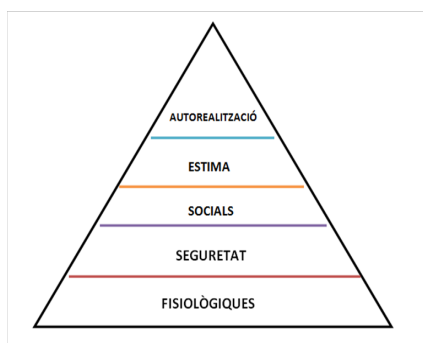 AUTOREALITZACIÓ
ESTIMA
SOCIALS
SEGURETAT
FISIOLÒGIQUES